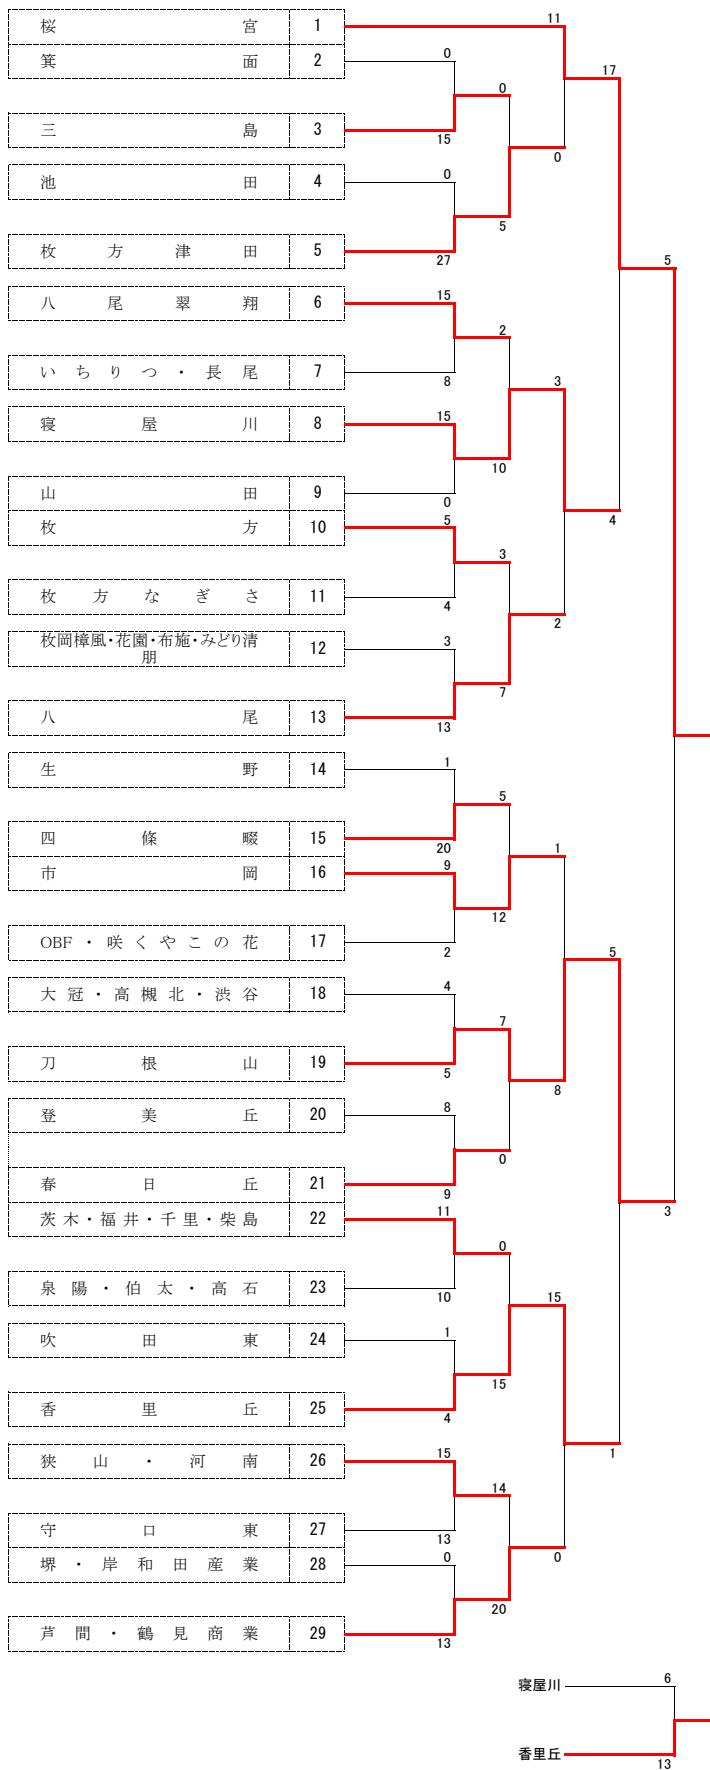 桜宮 1 11
箕面 2 0
17
0
三島 3 15
0
池田 4 0
5
枚方津田 5 27
5
八尾翠翔 6 15
2
いちりつ・長尾 7 8
3
寝屋川 8 15
10
山田 9 0
4
枚方 10 5
3
枚方なぎさ 11 4
2
枚岡樟風・花園・布施・みどり清
朋 12 3
7
八尾 13 13
生野 14 1
5
四條畷 15 20
1
市岡 16 9
12
OBF・咲くやこの花 17 2
5
大冠・高槻北・渋谷 18 4
7
刀根山 19 5
8
登美丘 20 8
0
春日丘 21 9
3
茨木・福井・千里・柴島 22 11
0
泉陽・伯太・高石 23 10
15
吹田東 24 1
15
香里丘 25 4
1
狭山・河南 26 15
14
守口東 27 13
0
堺・岸和田産業 28 0
20
芦間・鶴見商業 29 13
寝屋川 6
香里丘 13